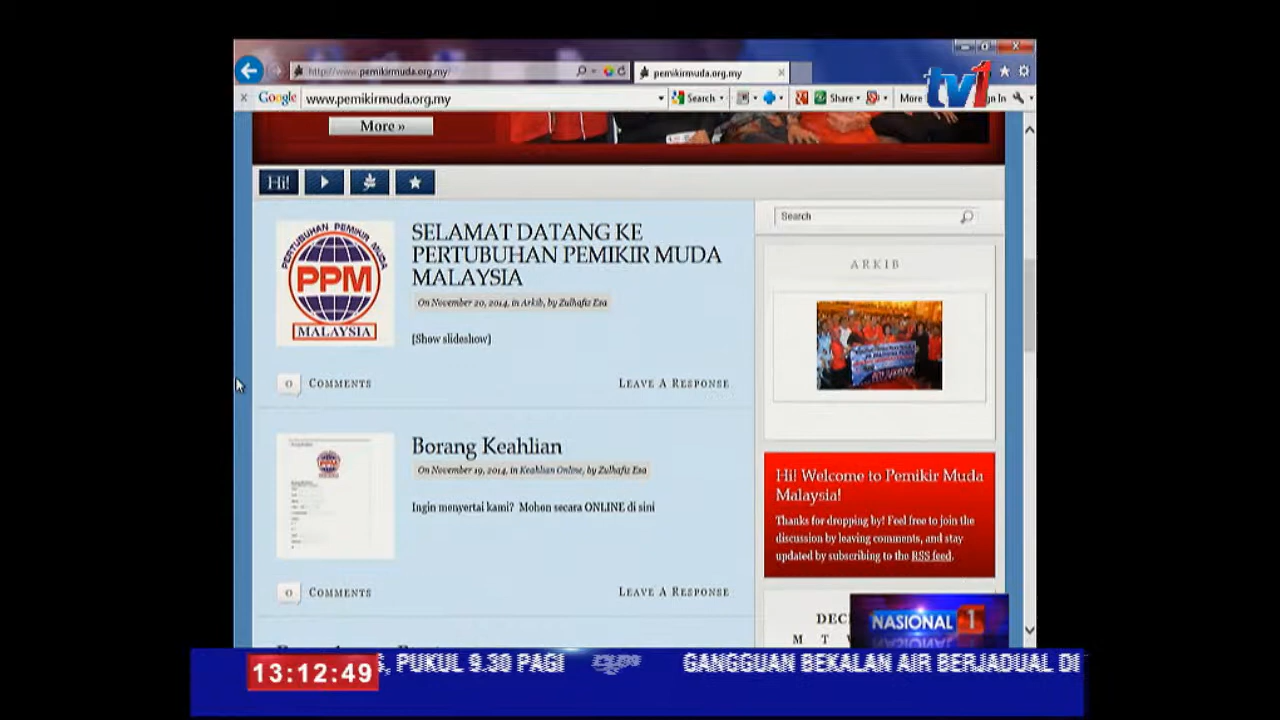 http://www.pemikirmuda.org.my/
pemikirmuda.org.my
tv1
Google
www.pemikirmuda.org.my
Search
Share
More
gn In
More »
Hi!
PERTUBUHAN PEMIKIR MUDA
PPM
MALAYSIA
SELAMAT DATANG KE
PERTUBUHAN PEMIKIR MUDA
MALAYSIA
On November 20, 2014, in Arkib, by Zulhafiz Esa
[Show slideshow]
0 COMMENTS
LEAVE A RESPONSE
Search
ARKIB
Borang Keahlian
On November 19, 2014, in Keahlian Online, by Zulhafiz Esa
Ingin menyertai kami? Mohon secara ONLINE di sini
0 COMMENTS
LEAVE A RESPONSE
Hi! Welcome to Pemikir Muda
Malaysia!
Thanks for dropping by! Feel free to join the
discussion by leaving comments, and stay
updated by subscribing to the RSS feed.
DEC
M T
NASIONAL 1
13:12:49
, PUKUL 9.30 PAGI
GANGGUAN BEKALAN AIR BERJADUAL DI